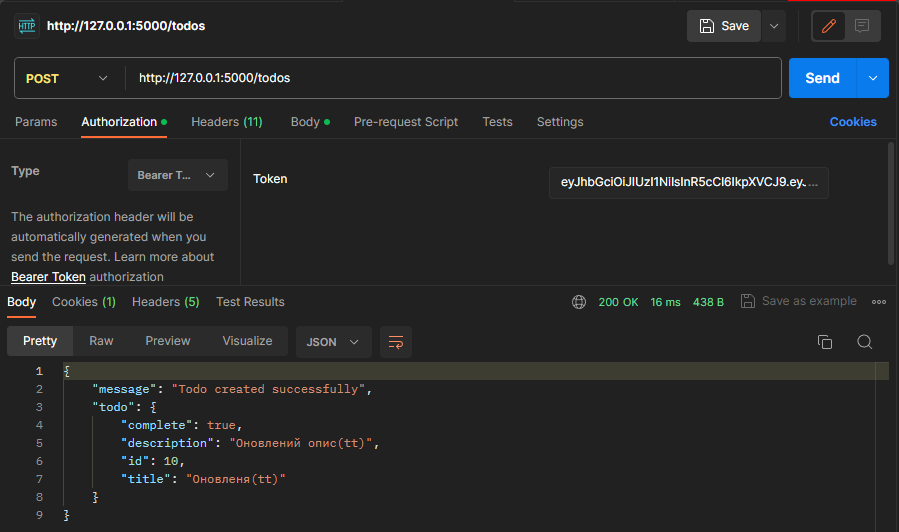 HTTP http://127.0.0.1:5000/todos Save
POST http://127.0.0.1:5000/todos Send
Params Authorization Headers (11) Body Pre-request Script Tests Settings Cookies
Type Bearer T... Token eyJhbGciOiJIUzI1NiIsInR5cCI6IkpXVCJ9.eyJ...
The authorization header will be
automatically generated when you
send the request. Learn more about
Bearer Token authorization
Body Cookies (1) Headers (5) Test Results 200 OK 16 ms 438 B Save as example
Pretty Raw Preview Visualize JSON
1 {
2 "message": "Todo created successfully",
3 "todo": {
4 "complete": true,
5 "description": "Оновлений опис(tt)",
6 "id": 10,
7 "title": "Оновленя(tt)"
8 }
9 }